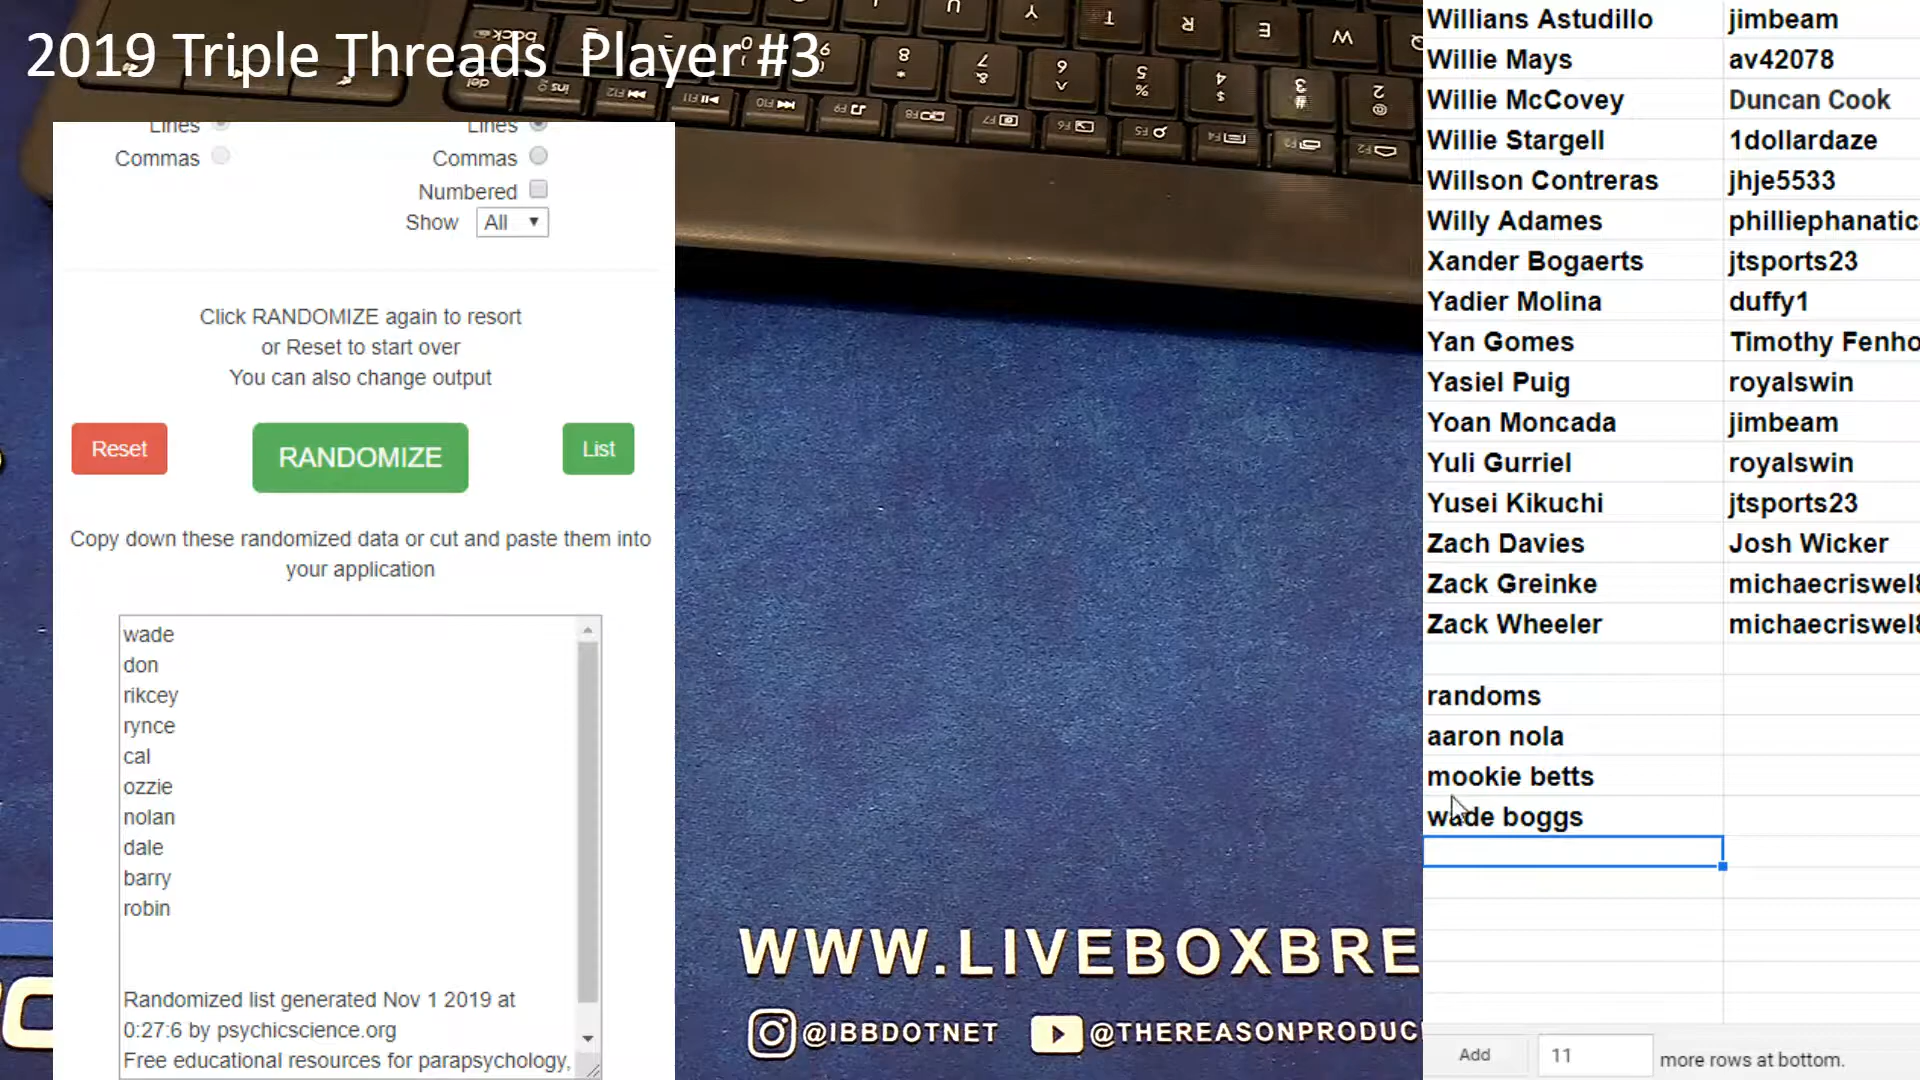 2019 Triple Threads Player #3
Lines
Lines
Commas
Commas
Numbered
Show All
Click RANDOMIZE again to resort
or Reset to start over
You can also change output
Reset
RANDOMIZE
List
Copy down these randomized data or cut and paste them into
your application
wade
don
rikcey
rynce
cal
ozzie
nolan
dale
barry
robin
Randomized list generated Nov 1 2019 at
0:27:6 by psychicscience.org
Free educational resources for parapsychology,
WWW.LIVEBOXBRE
@IBBDOTNET
@THEREASONPRODUC
Willians Astudillo jimbeam
Willie Mays av42078
Willie McCovey Duncan Cook
Willie Stargell 1dollardaze
Willson Contreras jhje5533
Willy Adames philliephanatic
Xander Bogaerts jtsports23
Yadier Molina duffy1
Yan Gomes Timothy Fenho
Yasiel Puig royalswin
Yoan Moncada jimbeam
Yuli Gurriel royalswin
Yusei Kikuchi jtsports23
Zach Davies Josh Wicker
Zack Greinke michaecriswel8
Zack Wheeler michaecriswel8
randoms
aaron nola
mookie betts
wade boggs
Add 11 more rows at bottom.